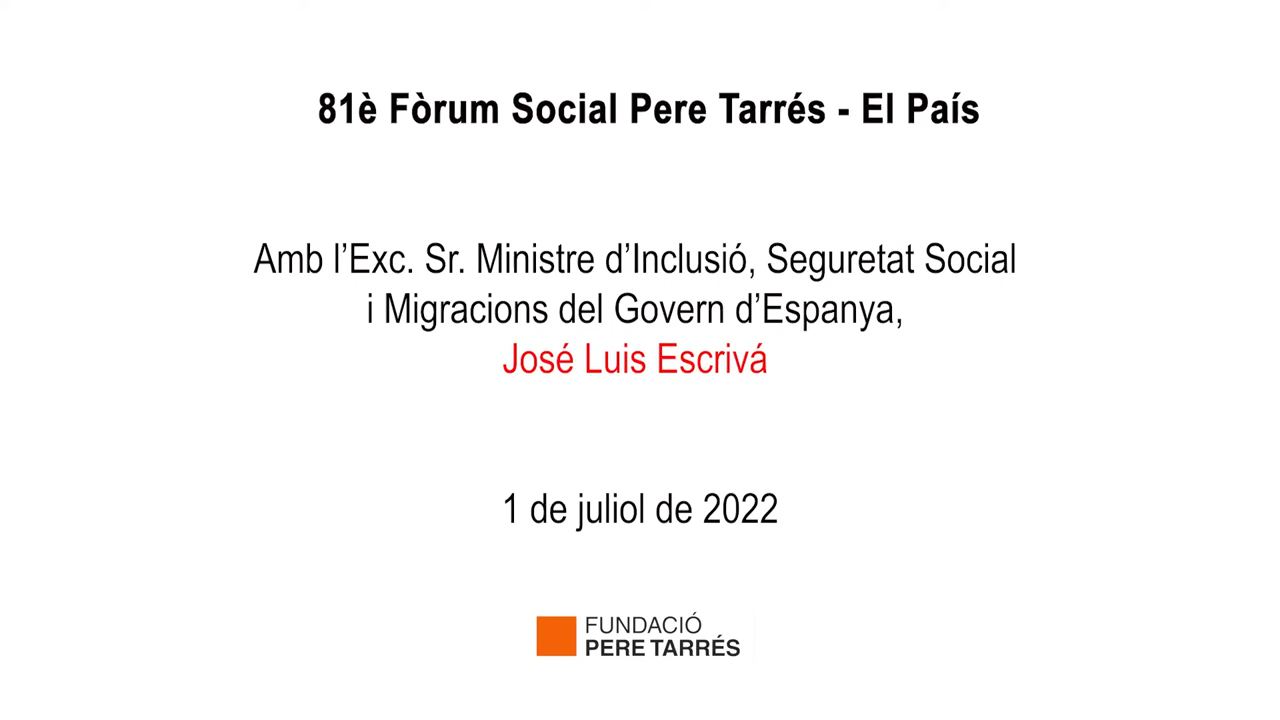 81è Fòrum Social Pere Tarrés - El País
Amb l’Exc. Sr. Ministre d’Inclusió, Seguretat Social
i Migracions del Govern d’Espanya,
José Luis Escrivá
1 de juliol de 2022
FUNDACIÓ
PERE TARRÉS